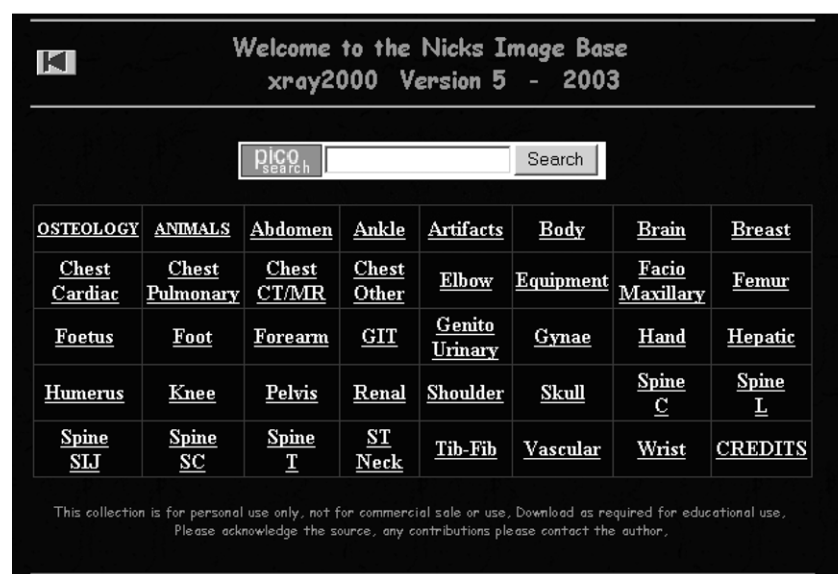 Welcome to the Nicks Image Base
xray2000 Version 5 - 2003
pico search Search
OSTEOLOGY ANIMALS Abdomen Ankle Artifacts Body Brain Breast
Chest Cardiac Chest Pulmonary Chest CT/MR Chest Other Elbow Equipment Facio Maxillary Femur
Foetus Foot Forearm GIT Genito Urinary Gynae Hand Hepatic
Humerus Knee Pelvis Renal Shoulder Skull Spine C Spine L
Spine SIJ Spine SC Spine T ST Neck Tib-Fib Vascular Wrist CREDITS
This collection is for personal use only, not for commercial sale or use, Download as required for educational use,
Please acknowledge the source, any contributions please contact the author,